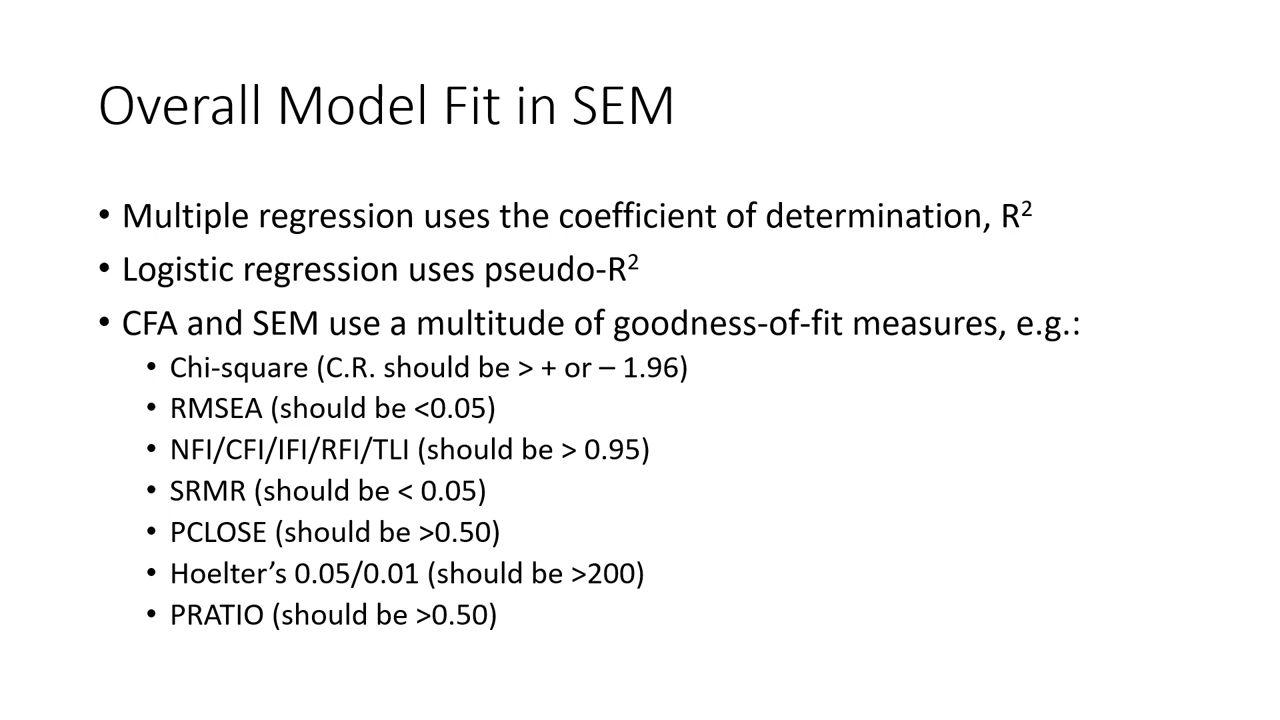 Overall Model Fit in SEM
• Multiple regression uses the coefficient of determination, R²
• Logistic regression uses pseudo-R²
• CFA and SEM use a multitude of goodness-of-fit measures, e.g.:
• Chi-square (C.R. should be > + or – 1.96)
• RMSEA (should be <0.05)
• NFI/CFI/IFI/RFI/TLI (should be > 0.95)
• SRMR (should be < 0.05)
• PCLOSE (should be >0.50)
• Hoelter’s 0.05/0.01 (should be >200)
• PRATIO (should be >0.50)